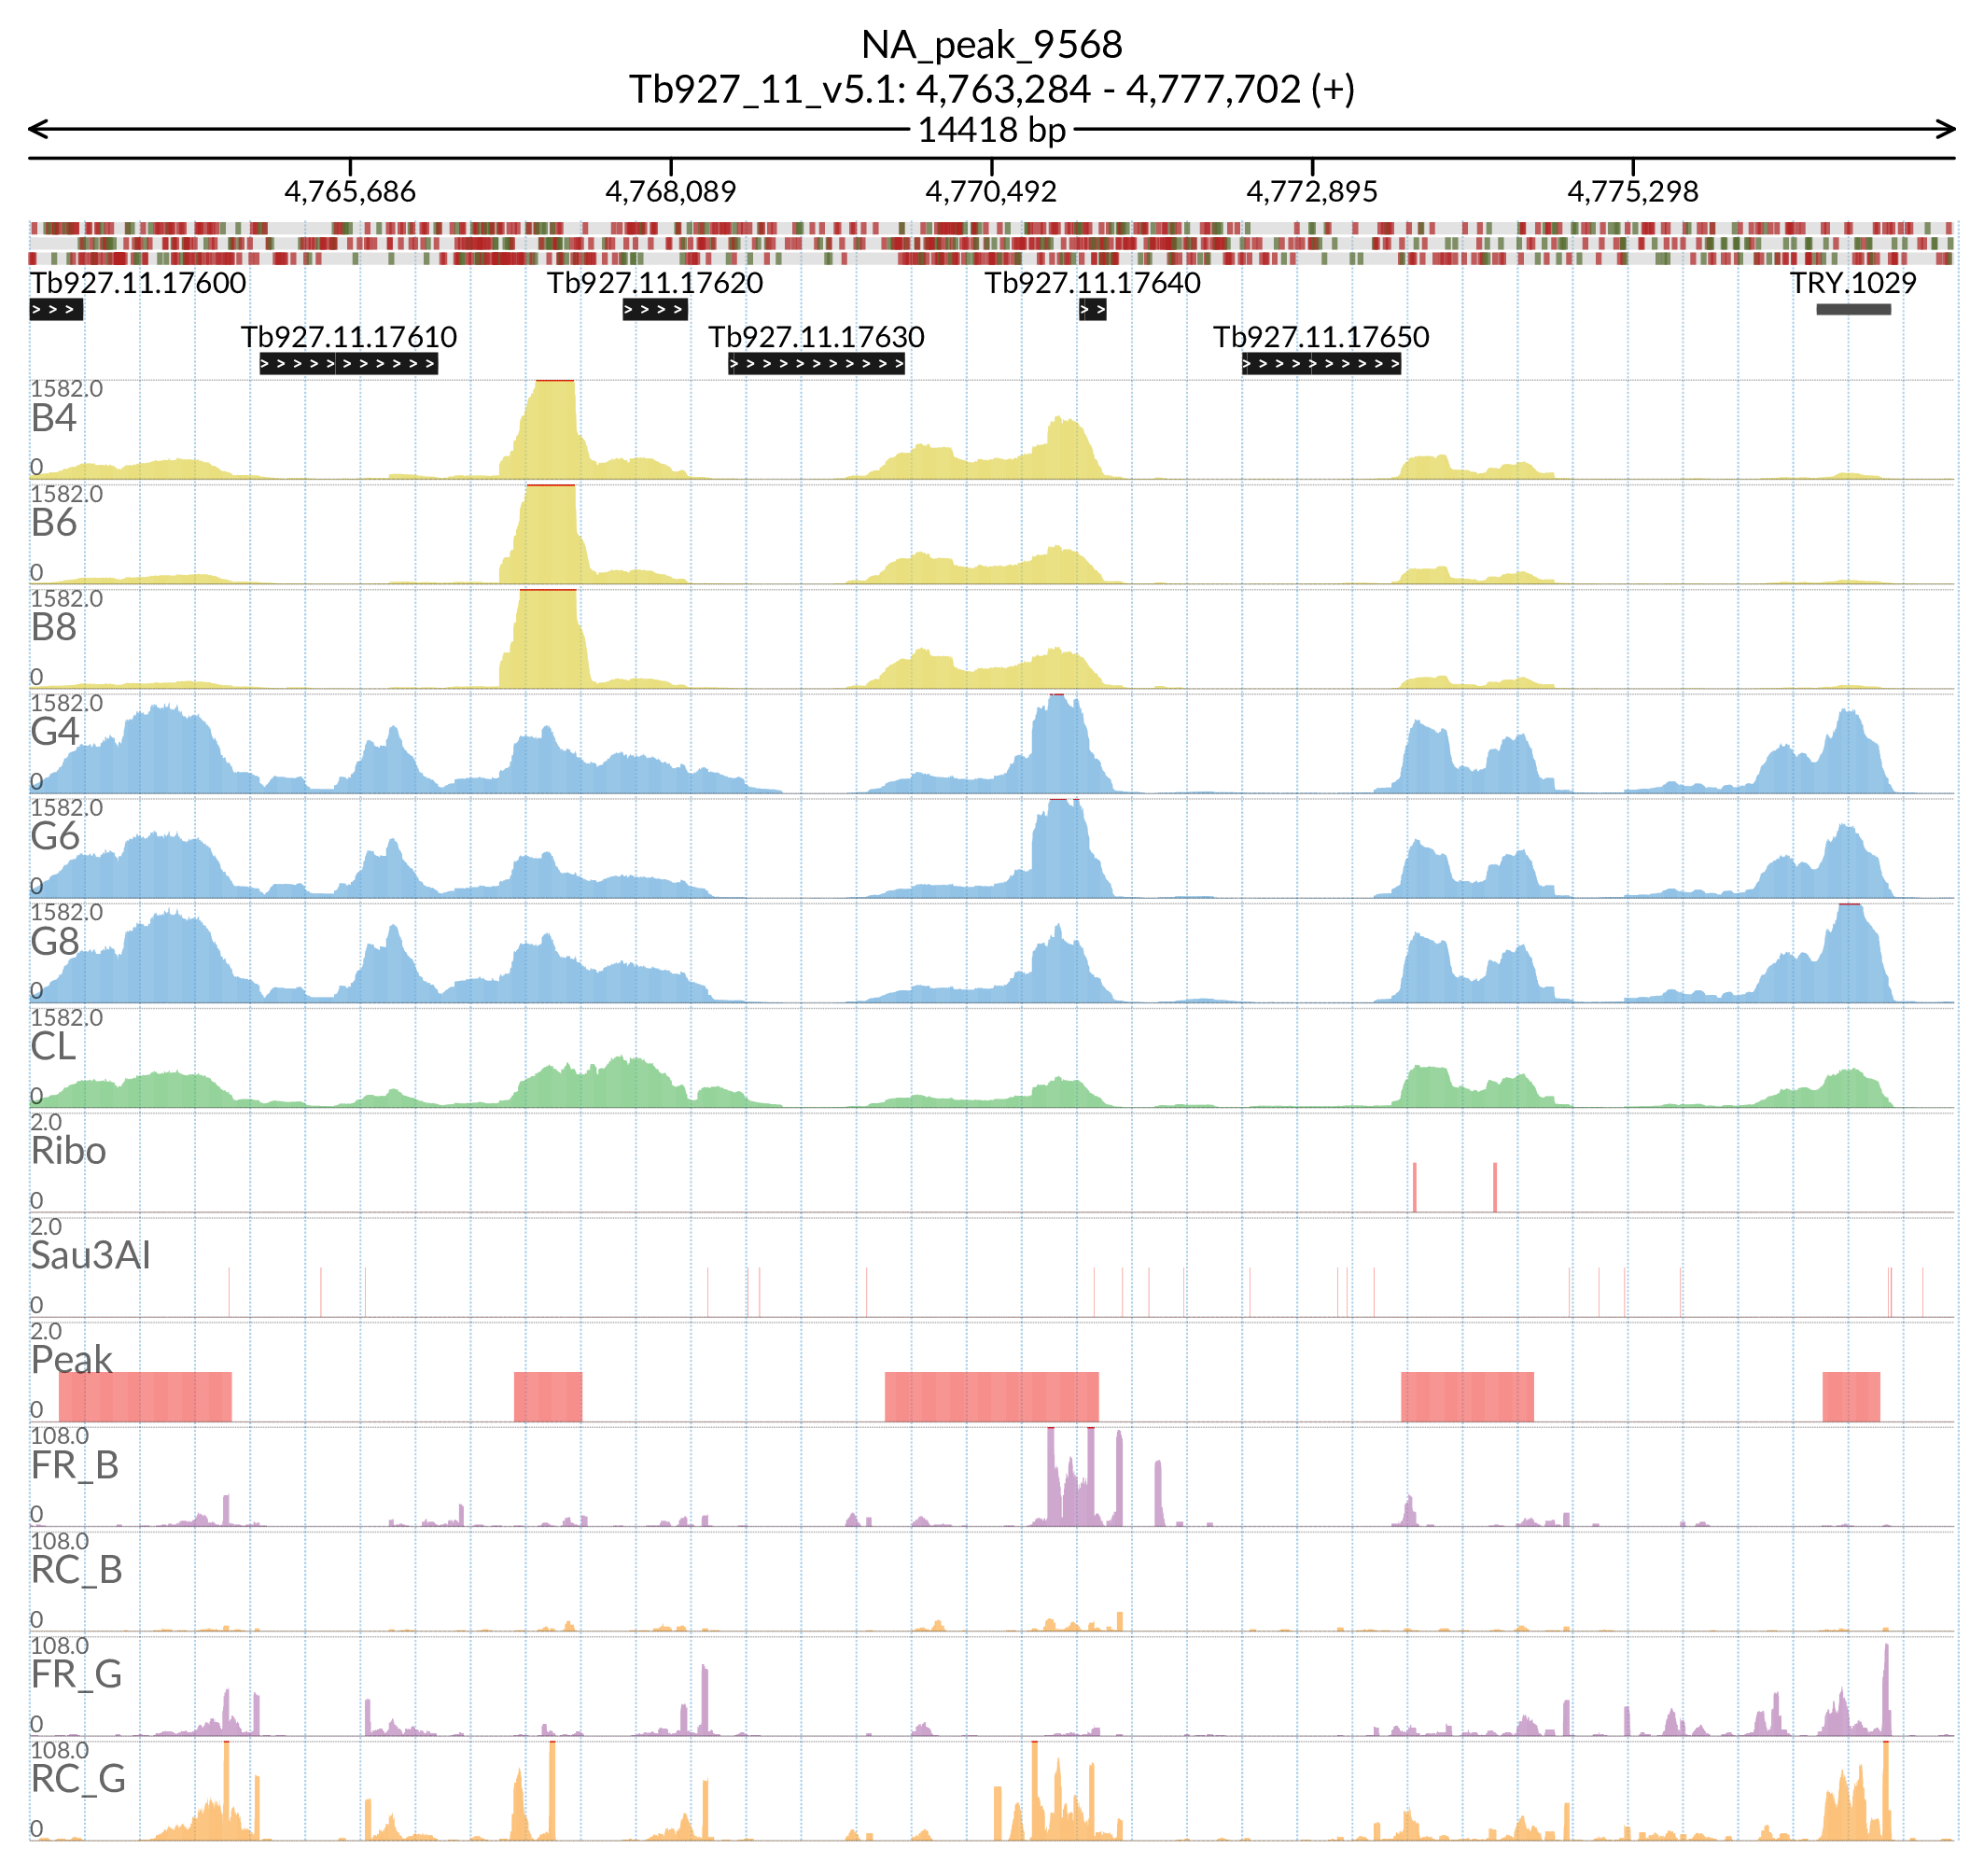 NA_peak_9568
Tb927_11_v5.1: 4,763,284 - 4,777,702 (+)
14418 bp
4,765,686 4,768,089 4,770,492 4,772,895 4,775,298
Tb927.11.17600 Tb927.11.17620 Tb927.11.17640 TRY.1029
Tb927.11.17610 Tb927.11.17630 Tb927.11.17650
1582.0
B4
0
1582.0
B6
0
1582.0
B8
0
1582.0
G4
0
1582.0
G6
0
1582.0
G8
0
1582.0
CL
0
2.0
Ribo
0
2.0
Sau3AI
0
2.0
Peak
0
108.0
FR_B
0
108.0
RC_B
0
108.0
FR_G
0
108.0
RC_G
0